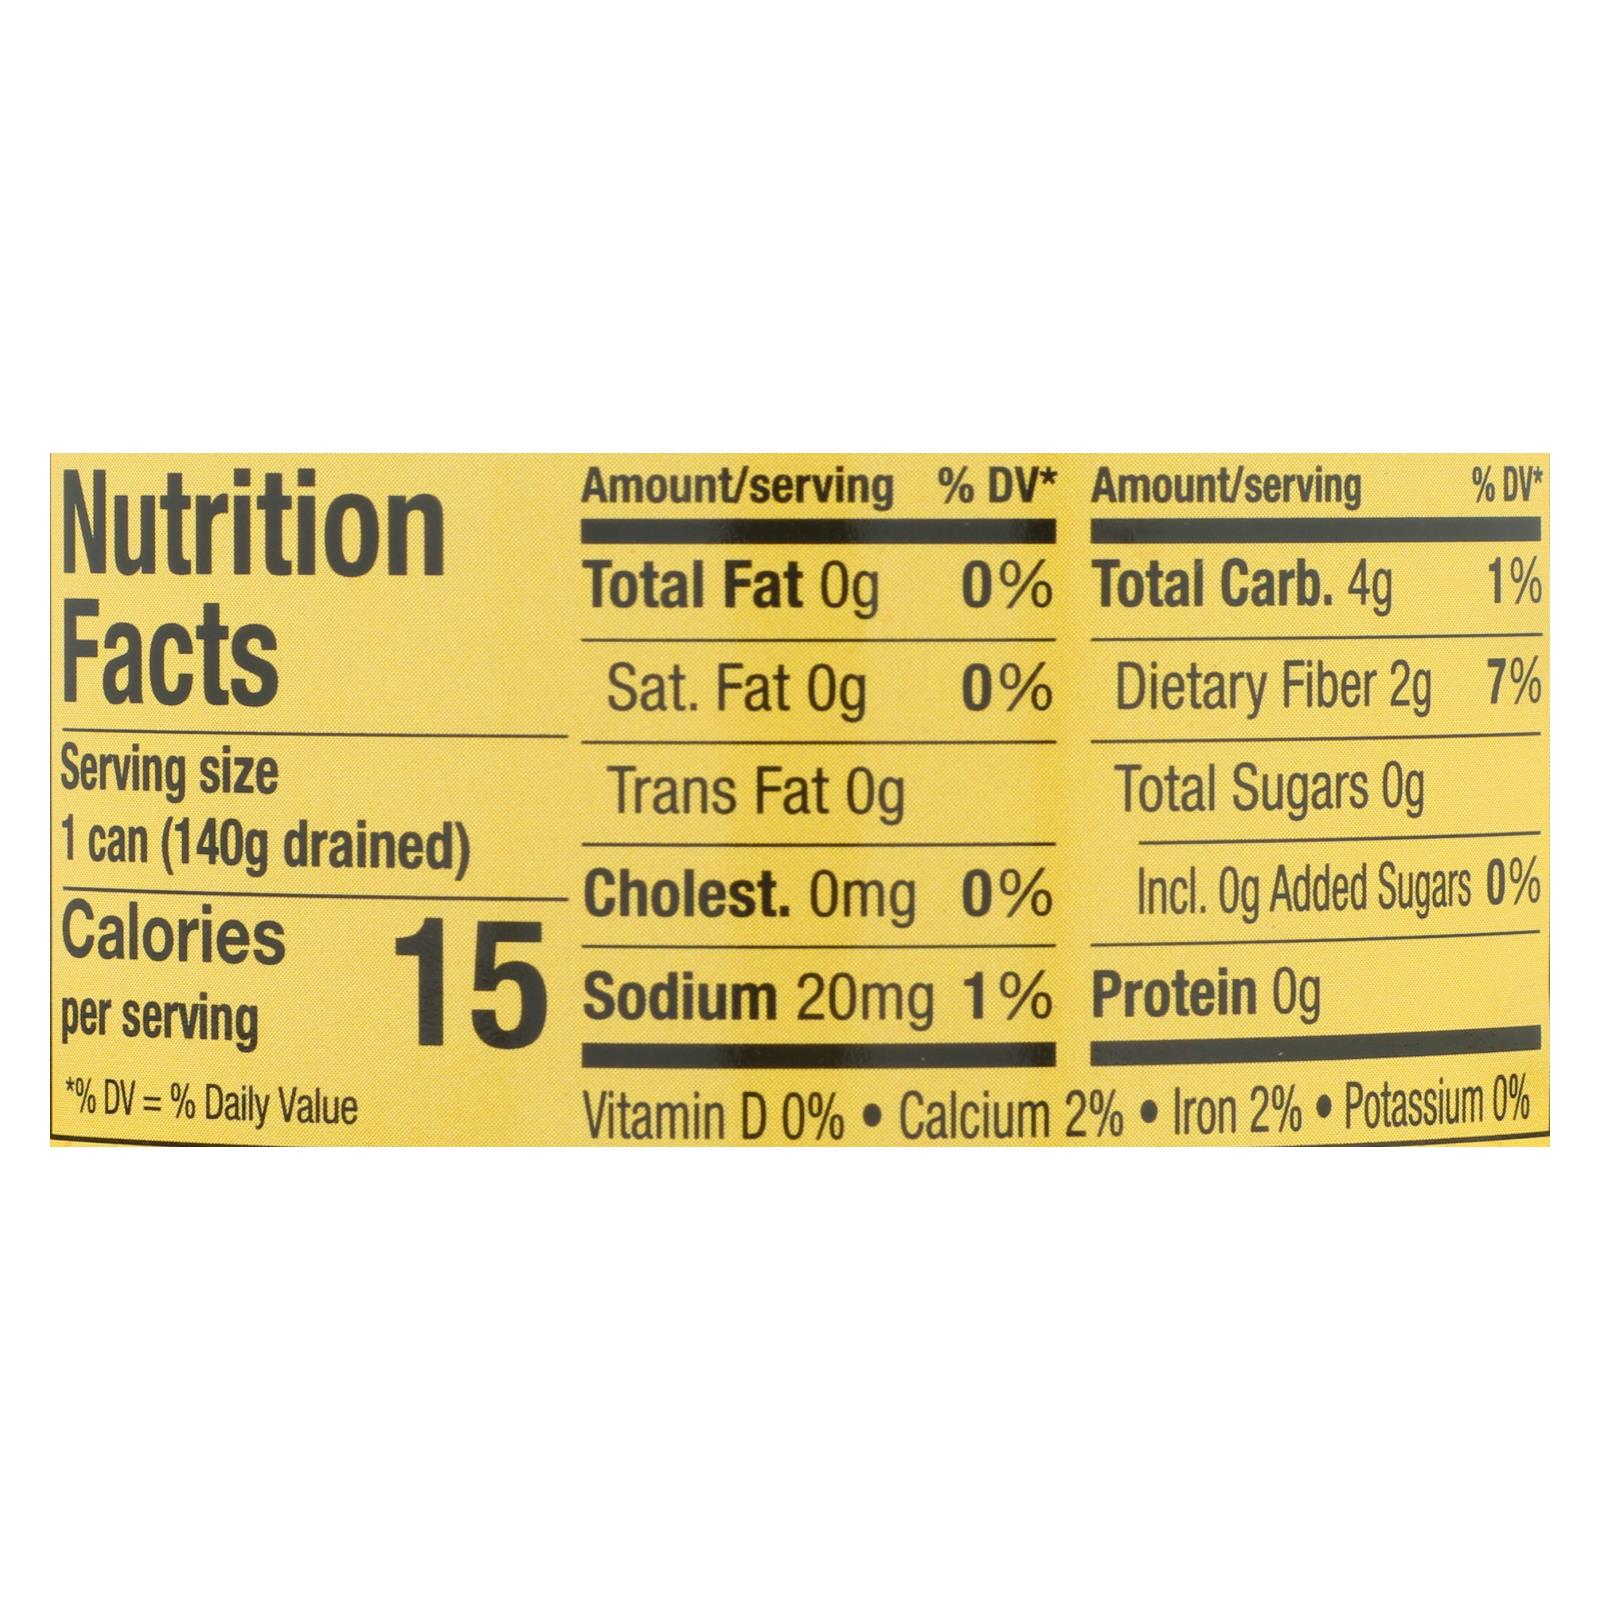 Nutrition
Facts
Serving size
1 can (140g drained)
Calories
per serving
15
*% DV = % Daily Value
Amount/serving % DV*
Total Fat 0g 0%
Sat. Fat 0g 0%
Trans Fat 0g
Cholest. 0mg 0%
Sodium 20mg 1%
Amount/serving % DV*
Total Carb. 4g 1%
Dietary Fiber 2g 7%
Total Sugars 0g
Incl. 0g Added Sugars 0%
Protein 0g
Vitamin D 0% • Calcium 2% • Iron 2% • Potassium 0%